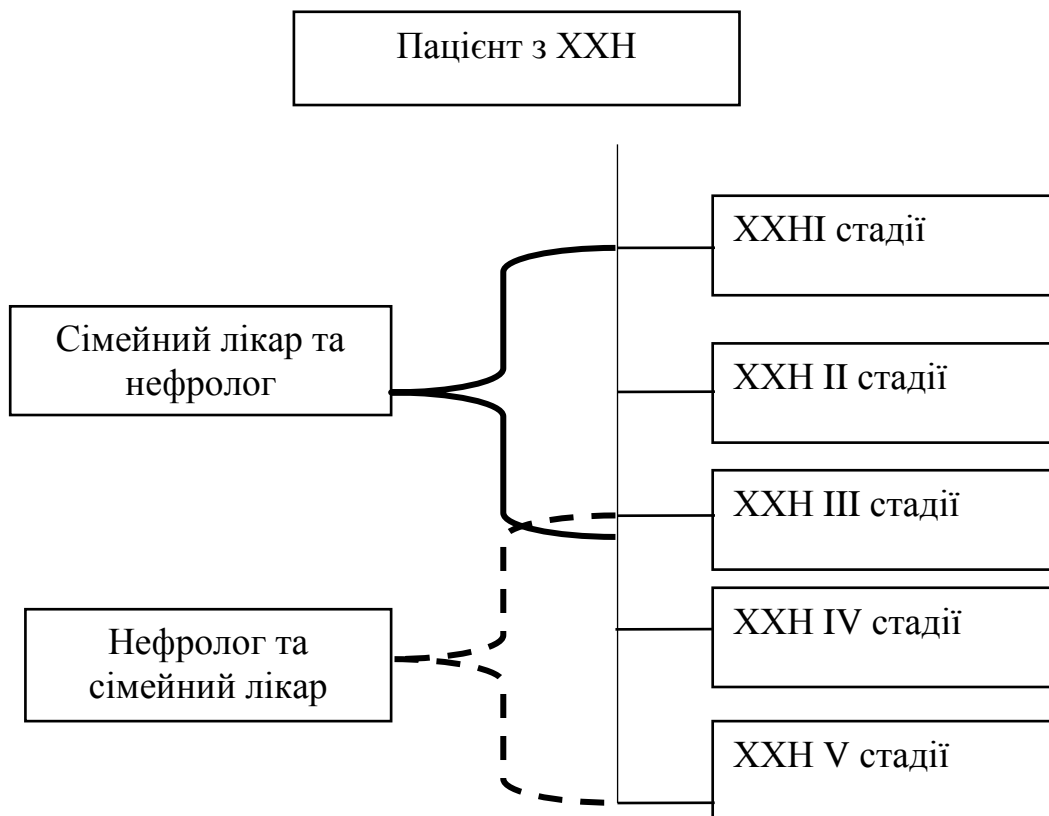 Пацієнт з ХХН
ХХНІ стадії
Сімейний лікар та
нефролог
ХХН ІІ стадії
ХХН ІІІ стадії
Нефролог та
сімейний лікар
ХХН IV стадії
ХХН V стадії